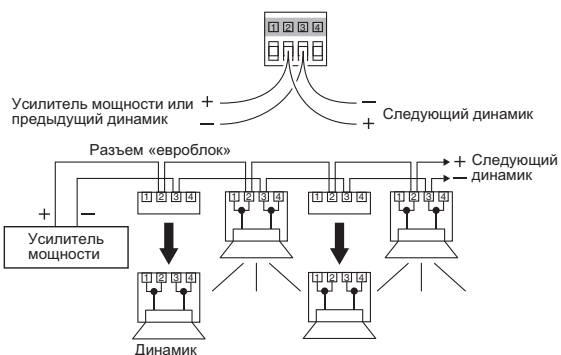 1 2 3 4
Усилитель мощности или
предыдущий динамик
+
−
−
+
Следующий динамик
Разъем «евроблок»
+ Следующий
− динамик
1 2 3 4
1 2 3 4
1 2 3 4
1 2 3 4
+ −
Усилитель
мощности
1 2 3 4
1 2 3 4
Динамик